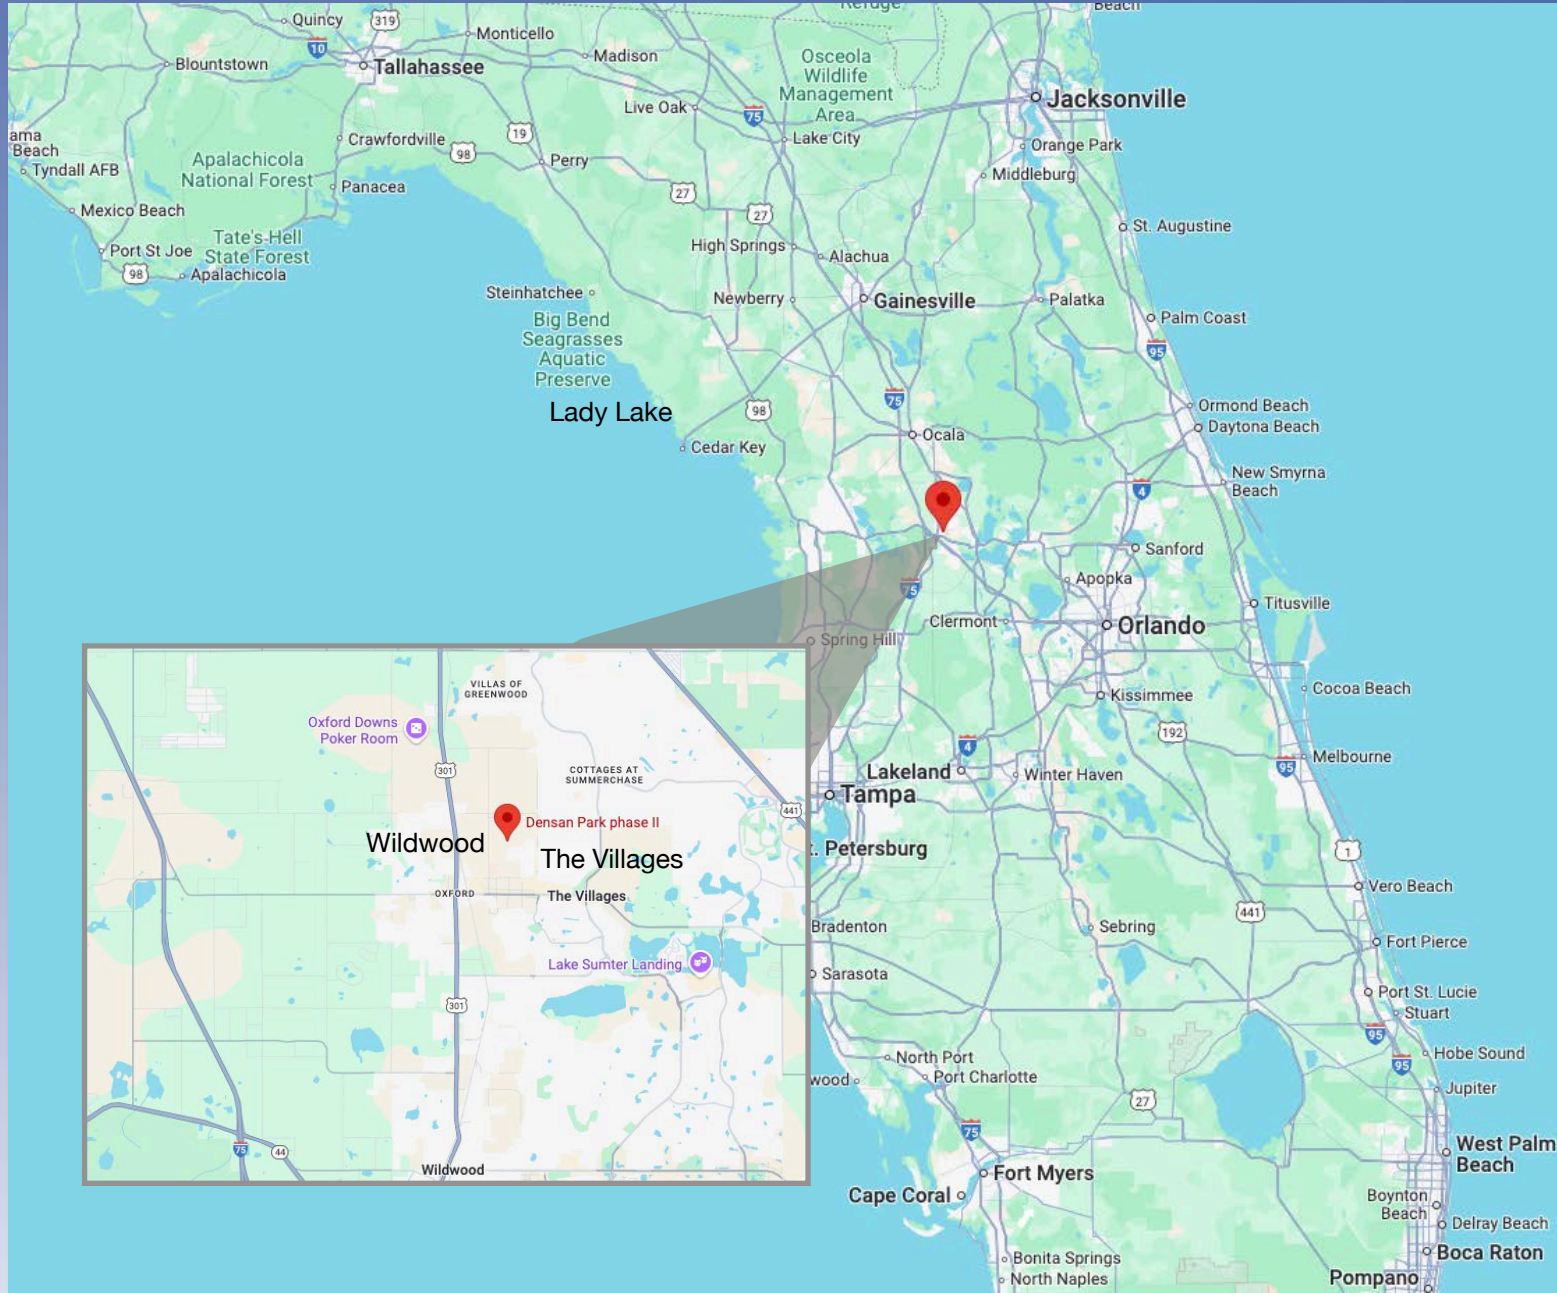 Refuge
Beach
Quincy
319
Monticello
10
Tallahassee
Madison
Blountstown
Osceola
Wildlife
Management
Area
Live Oak
75
Jacksonville
Lake City
ama
Beach
Crawfordville
98
19
Perry
Orange Park
Tyndall AFB
Apalachicola
National Forest
Panacea
Middleburg
27
27
Mexico Beach
St. Augustine
Port St Joe
Tate's Hell
State Forest
High Springs
Alachua
98
Apalachicola
Steinhatchee
Newberry
Gainesville
Palatka
Big Bend
Seagrasses
Aquatic
Preserve
Palm Coast
95
75
Lady Lake
98
Ormond Beach
Daytona Beach
Ocala
Cedar Key
New Smyrna
Beach
4
Sanford
Apopka
75
Titusville
Clermont
Orlando
Spring Hill
Kissimmee
Cocoa Beach
192
4
Melbourne
95
Lakeland
Winter Haven
Tampa
t. Petersburg
1
Vero Beach
441
Bradenton
Sebring
Fort Pierce
Sarasota
Port St. Lucie
Stuart
95
North Port
Hobe Sound
95
wood
Port Charlotte
Jupiter
27
75
West Palm
Beach
Fort Myers
Cape Coral
Boynton
Beach
Delray Beach
Boca Raton
Bonita Springs
North Naples
Pompano
VILLAS OF
GREENWOOD
Oxford Downs
Poker Room
301
COTTAGES AT
SUMMERCHASE
441
Densan Park phase II
Wildwood
The Villages
OXFORD
The Villages
Lake Sumter Landing
301
75
44
Wildwood